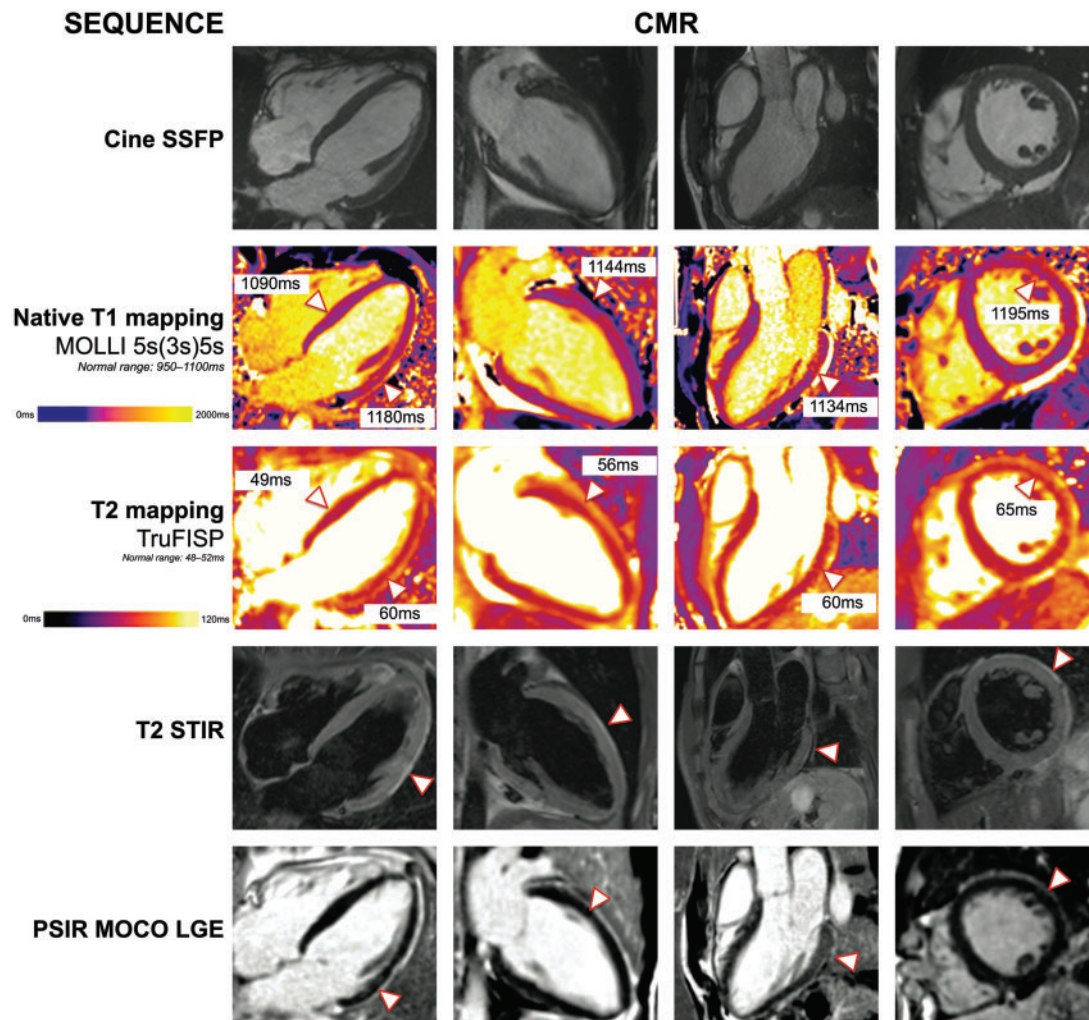 SEQUENCE CMR
Cine SSFP
Native T1 mapping
MOLLI 5s(3s)5s
Normal range: 950–1100ms
0ms 2000ms
1090ms
1180ms
1144ms
1134ms
1195ms
T2 mapping
TruFISP
Normal range: 48–52ms
0ms 120ms
49ms
60ms
56ms
60ms
65ms
T2 STIR
PSIR MOCO LGE